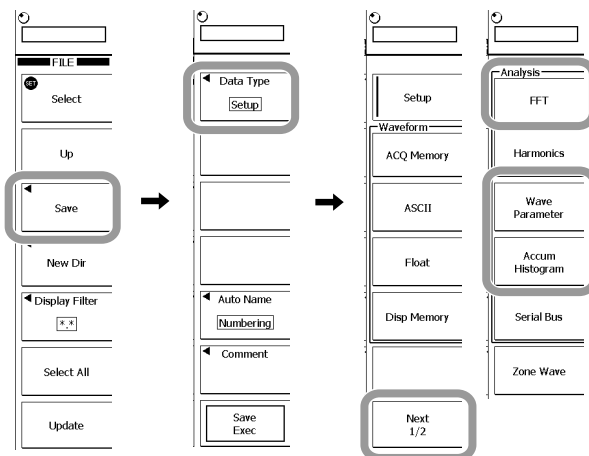 FILE
SET
Select
Up
Save
New Dir
Display Filter
*.*
Select All
Update
Data Type
Setup
Auto Name
Numbering
Comment
Save
Exec
Setup
Waveform
ACQ Memory
ASCII
Float
Disp Memory
Next
1/2
Analysis
FFT
Harmonics
Wave
Parameter
Accum
Histogram
Serial Bus
Zone Wave